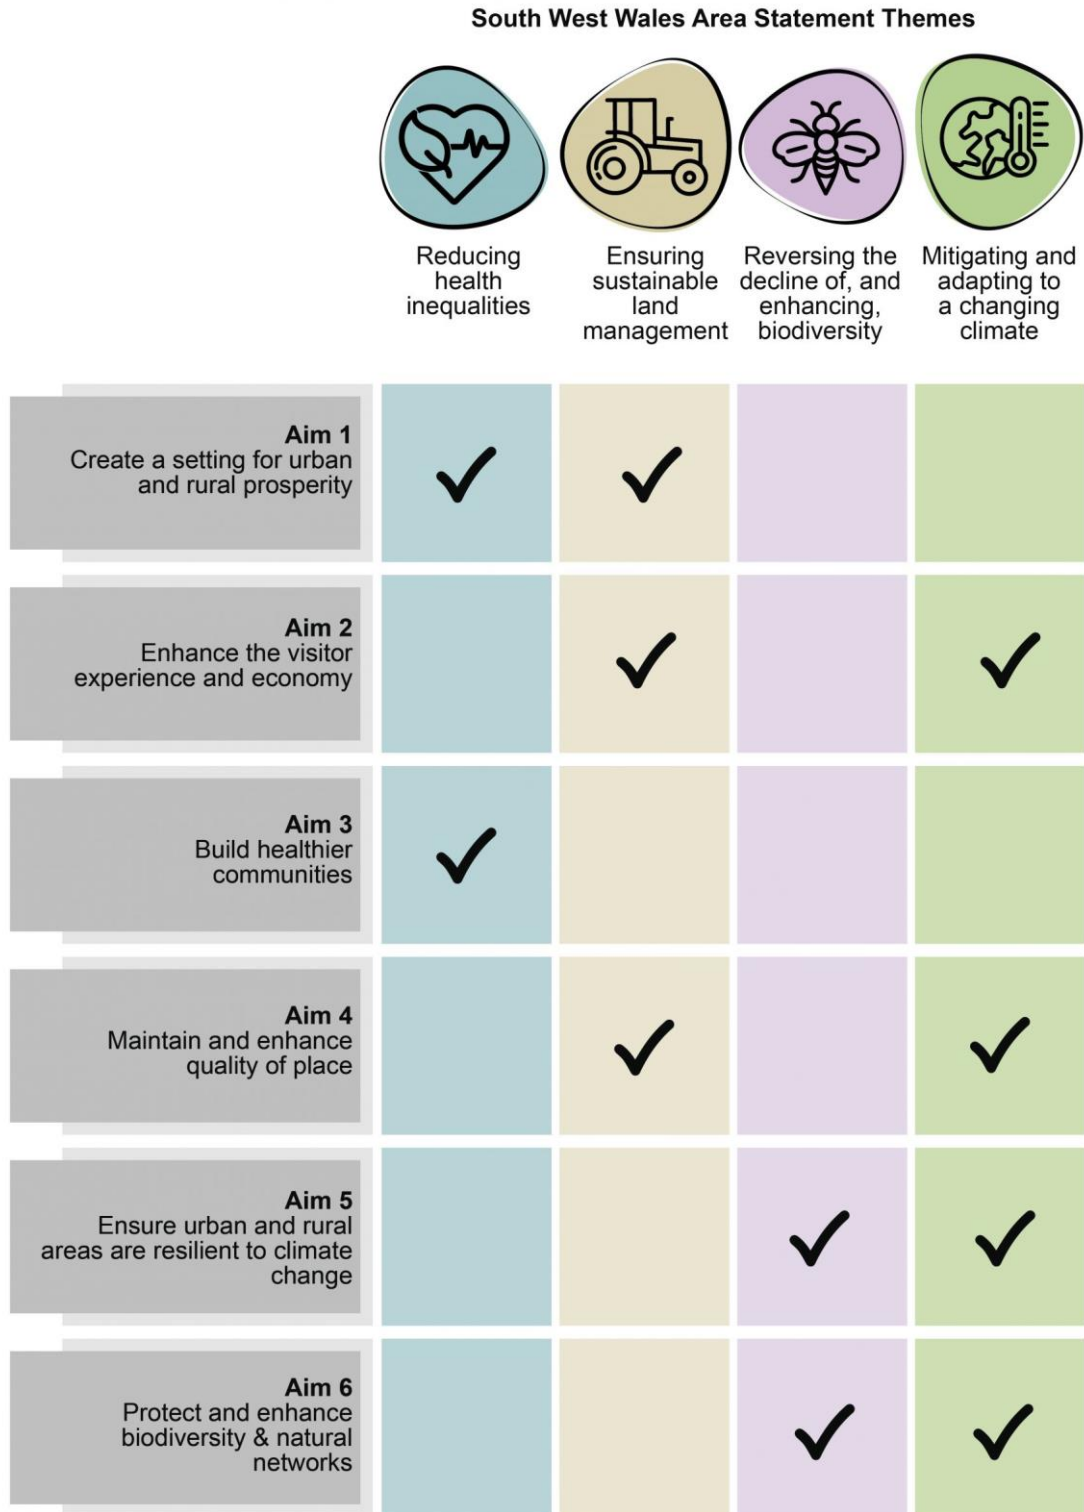 South West Wales Area Statement Themes
Reducing
health
inequalities
Ensuring
sustainable
land
management
Reversing the
decline of, and
enhancing,
biodiversity
Mitigating and
adapting to
a changing
climate
Aim 1
Create a setting for urban
and rural prosperity
Aim 2
Enhance the visitor
experience and economy
Aim 3
Build healthier
communities
Aim 4
Maintain and enhance
quality of place
Aim 5
Ensure urban and rural
areas are resilient to climate
change
Aim 6
Protect and enhance
biodiversity & natural
networks